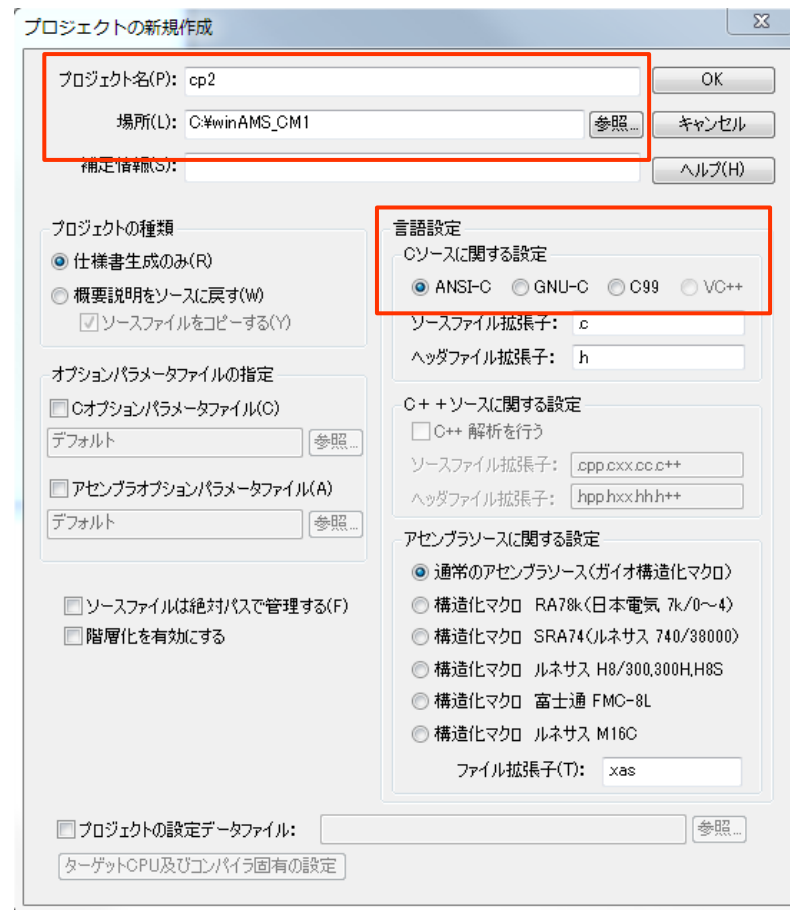 プロジェクトの新規作成
プロジェクト名(P): cp2 OK
場所(L): C:¥winAMS_CM1 参照... キャンセル
補足情報(S): ヘルプ(H)
プロジェクトの種類
仕様書生成のみ(R)
概要説明をソースに戻す(W)
ソースファイルをコピーする(Y)
オプションパラメータファイルの指定
Cオプションパラメータファイル(C)
デフォルト 参照...
アセンブラオプションパラメータファイル(A)
デフォルト 参照...
ソースファイルは絶対パスで管理する(F)
階層化を有効にする
言語設定
Cソースに関する設定
ANSI-C GNU-C C99 VC++
ソースファイル拡張子: .c
ヘッダファイル拡張子: .h
C++ソースに関する設定
C++ 解析を行う
ソースファイル拡張子: .cpp.cxx.cc.c++
ヘッダファイル拡張子: .hpp.hxx.hh.h++
アセンブラソースに関する設定
通常のアセンブラソース(ガイオ構造化マクロ)
構造化マクロ RA78k(日本電気 7k/0～4)
構造化マクロ SRA74(ルネサス 740/38000)
構造化マクロ ルネサス H8/300,300H,H8S
構造化マクロ 富士通 FMC-8L
構造化マクロ ルネサス M16C
ファイル拡張子(T): .xas
プロジェクトの設定データファイル: 参照...
ターゲットCPU及びコンパイラ固有の設定